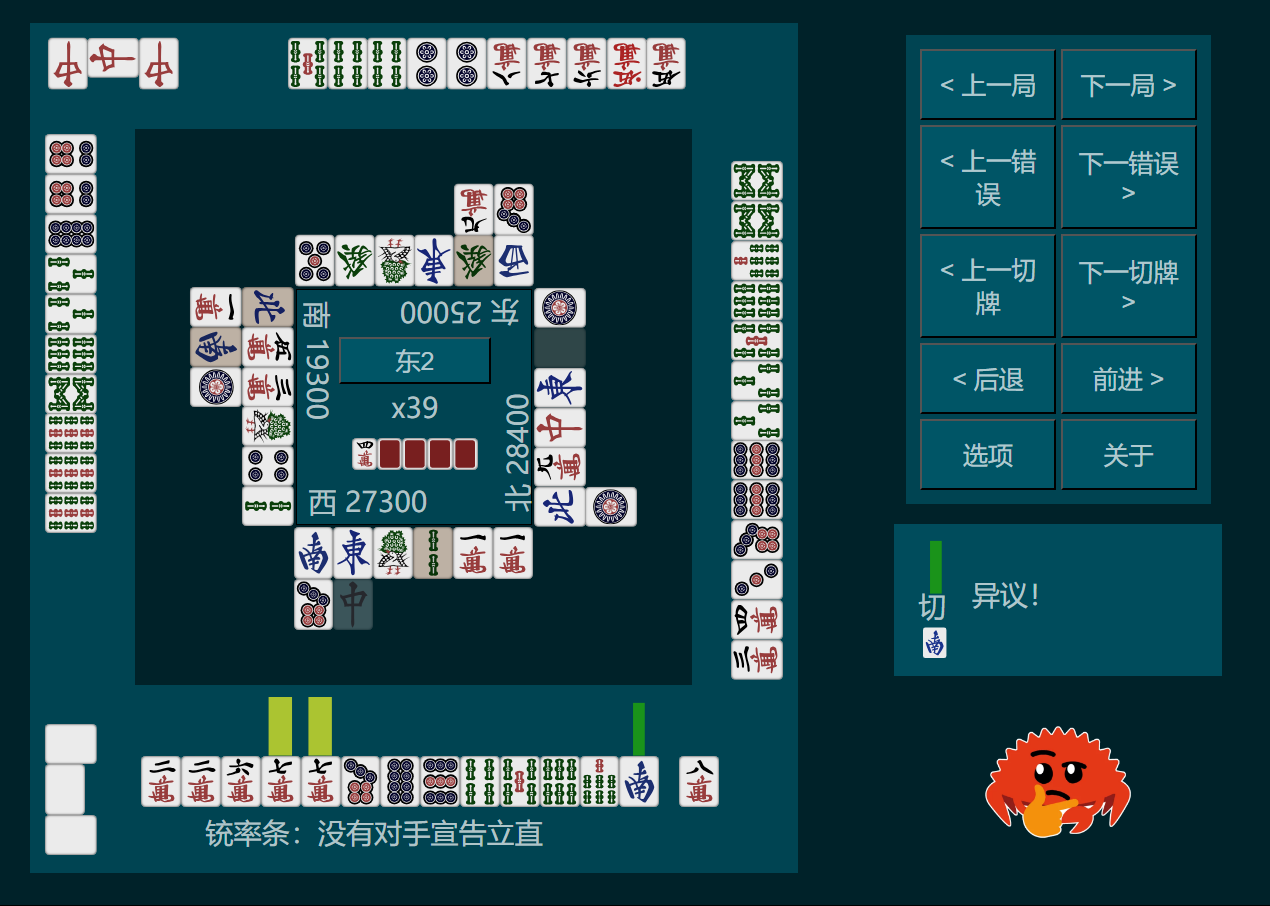 < 上一局
下一局 >
< 上一错
误
下一错误
>
< 上一切
牌
下一切牌
>
< 后退
前进 >
选项
关于
东 25000
南 19300
东2
x39
北 28400
西 27300
切
异议！
铳率条：没有对手宣告立直